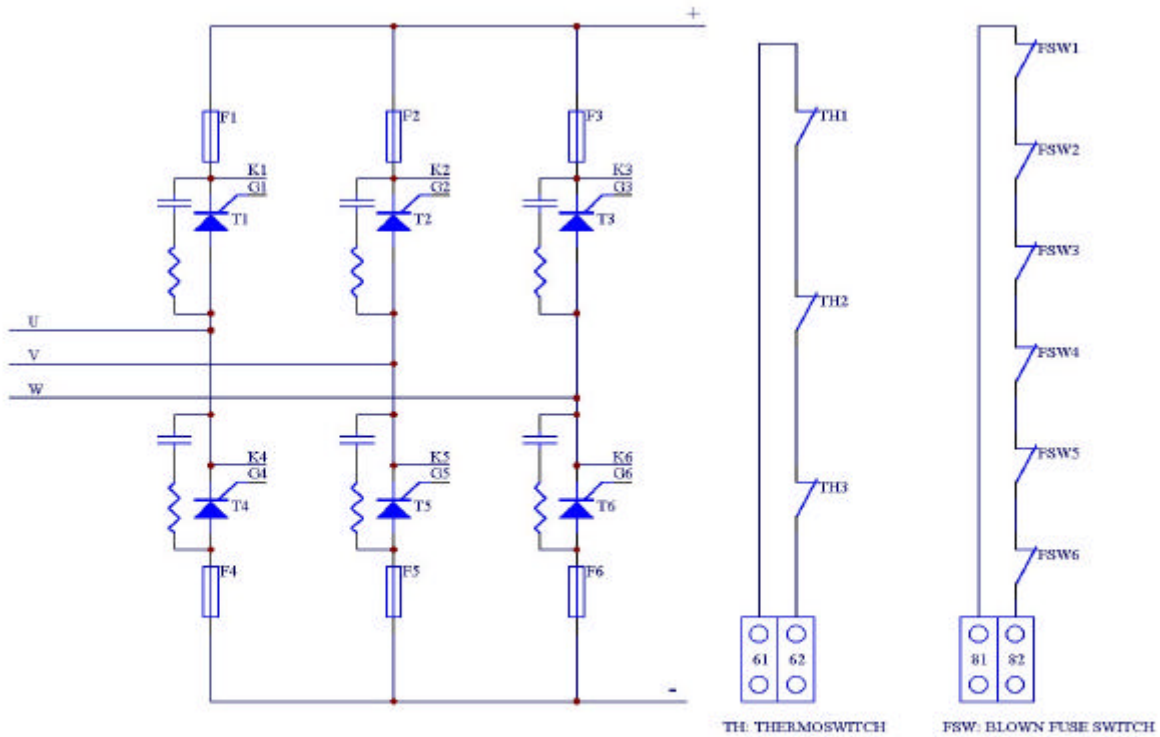 +
FSW1
F1
F2
F3
TH1
FSW2
K1
K2
K3
G1
G2
G3
T1
T2
T3
FSW3
TH2
U
V
FSW4
W
K4
K5
K6
FSW5
G4
G5
G6
TH3
T4
T5
T6
FSW6
F4
F5
F6
61 62
81 82
-
TH: THERMOSWITCH
FSW: BLOWN FUSE SWITCH